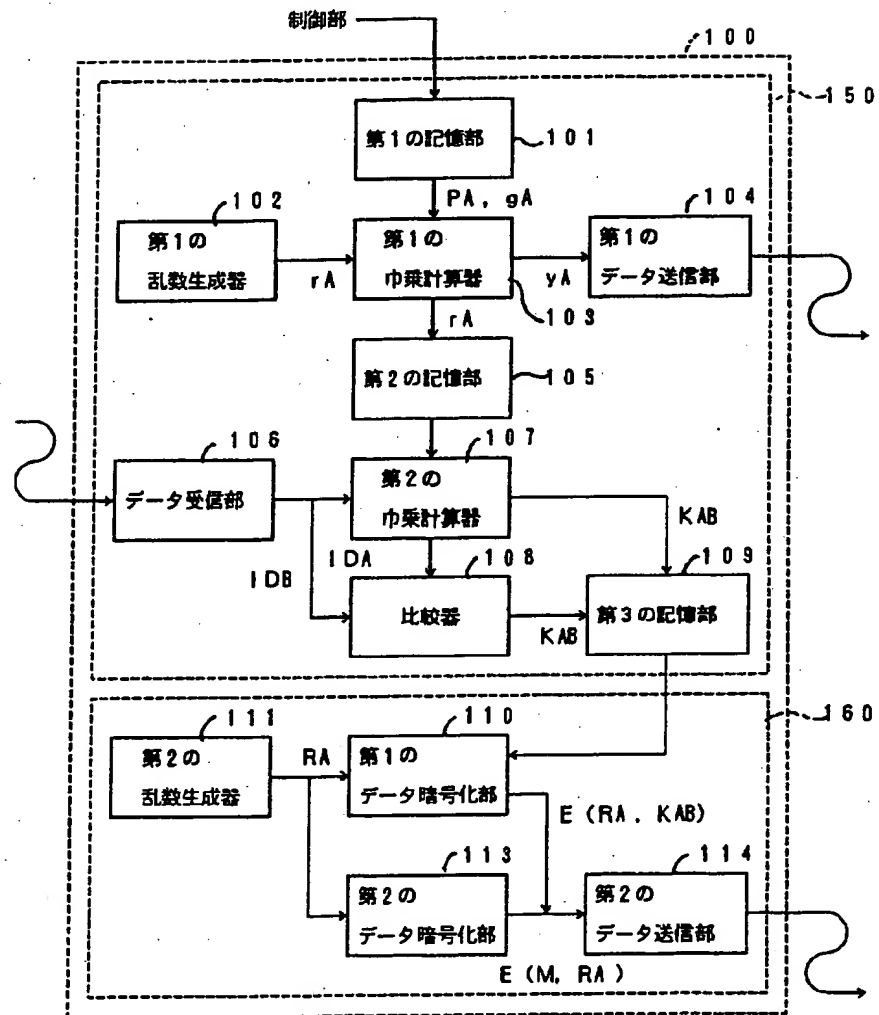 制御部
100
150
第1の記憶部
101
PA, gA
102
第1の
乱数生成器
rA
第1の
巾乗計算器
103
yA
104
第1の
データ送信部
rA
第2の記憶部
105
106
データ受信部
107
第2の
巾乗計算器
KAB
IDB
IDA
108
比較器
KAB
109
第3の記憶部
160
111
第2の
乱数生成器
RA
110
第1の
データ暗号化部
E (RA, KAB)
113
第2の
データ暗号化部
114
第2の
データ送信部
E (M, RA)